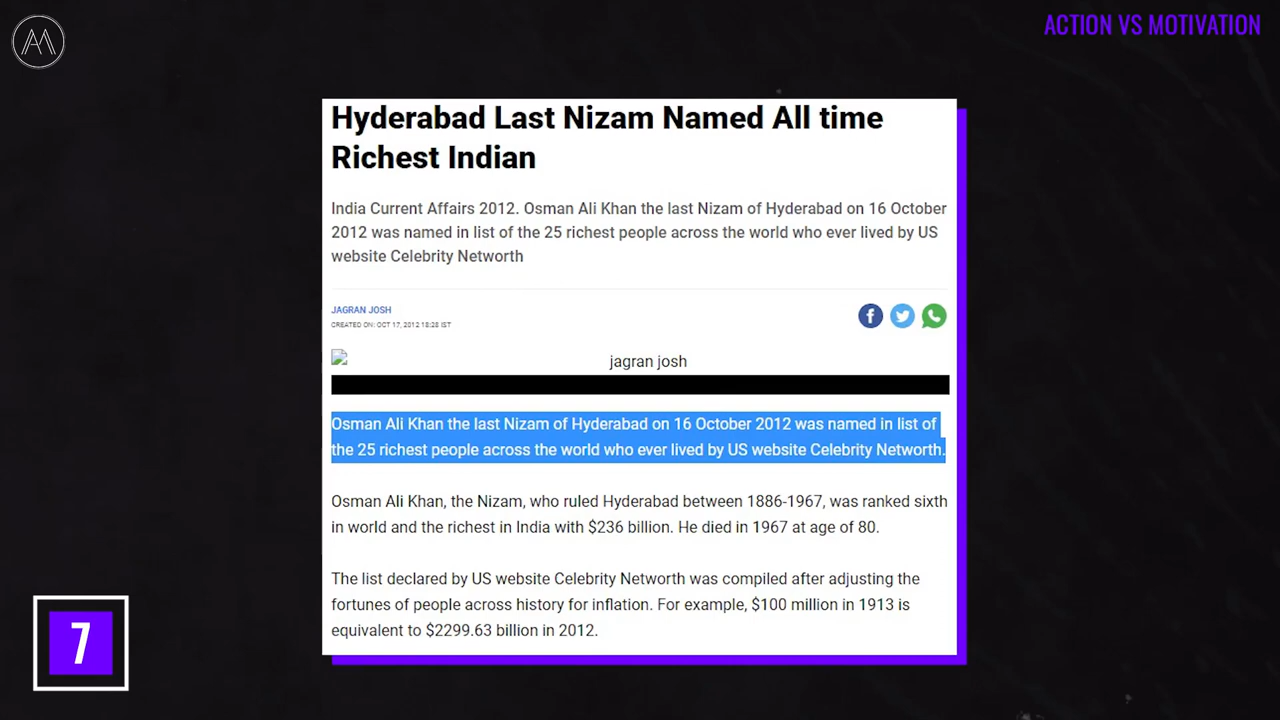 ACTION VS MOTIVATION
Hyderabad Last Nizam Named All time
Richest Indian
India Current Affairs 2012. Osman Ali Khan the last Nizam of Hyderabad on 16 October
2012 was named in list of the 25 richest people across the world who ever lived by US
website Celebrity Networth
JAGRAN JOSH
CREATED ON: OCT 17, 2012 18:28 IST
jagran josh
Osman Ali Khan the last Nizam of Hyderabad on 16 October 2012 was named in list of
the 25 richest people across the world who ever lived by US website Celebrity Networth.
Osman Ali Khan, the Nizam, who ruled Hyderabad between 1886-1967, was ranked sixth
in world and the richest in India with $236 billion. He died in 1967 at age of 80.
The list declared by US website Celebrity Networth was compiled after adjusting the
fortunes of people across history for inflation. For example, $100 million in 1913 is
equivalent to $2299.63 billion in 2012.
7